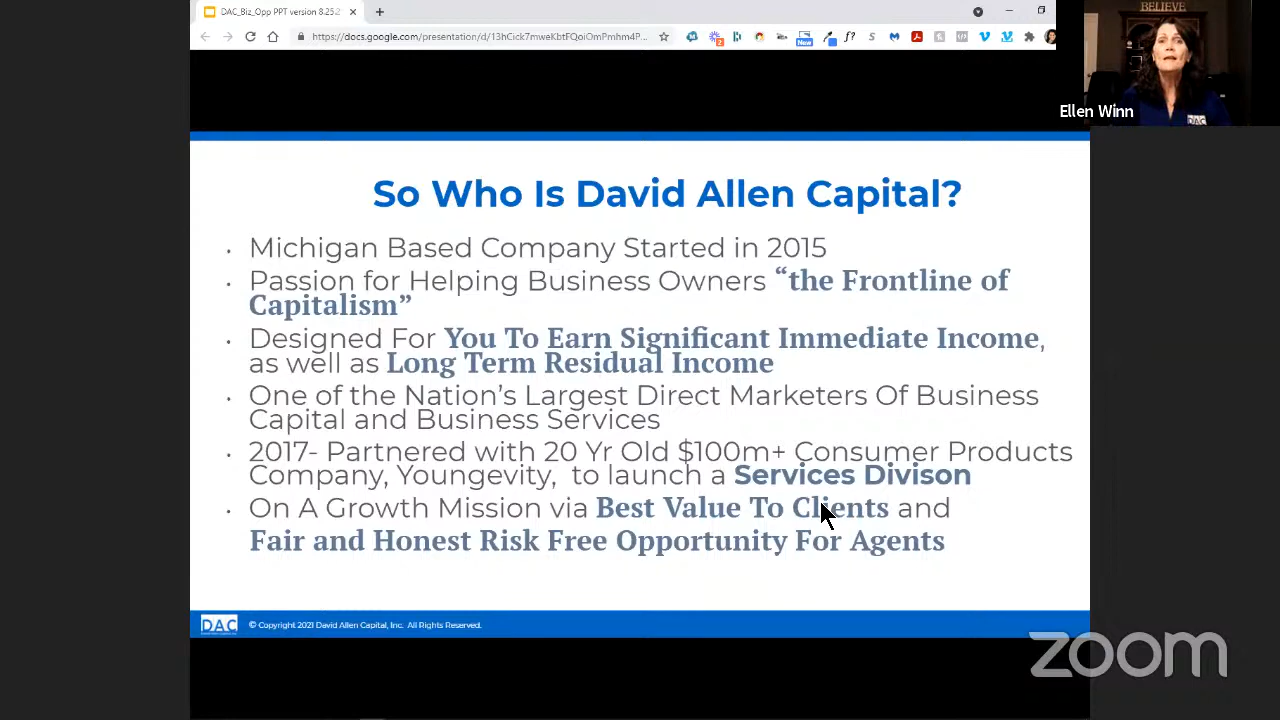 DAC_Biz_Opp PPT version 8.25.2
BELIEVE
https://docs.google.com/presentation/d/13hCick7mweKbtFQoiOmPmhm4P...
2
New
f?
S
Ellen Winn
DAC
So Who Is David Allen Capital?
• Michigan Based Company Started in 2015
• Passion for Helping Business Owners “the Frontline of
Capitalism”
• Designed For You To Earn Significant Immediate Income,
as well as Long Term Residual Income
• One of the Nation’s Largest Direct Marketers Of Business
Capital and Business Services
• 2017- Partnered with 20 Yr Old $100m+ Consumer Products
Company, Youngevity, to launch a Services Divison
• On A Growth Mission via Best Value To Clients and
Fair and Honest Risk Free Opportunity For Agents
DAC
© Copyright 2021 David Allen Capital, Inc. All Rights Reserved.
zoom